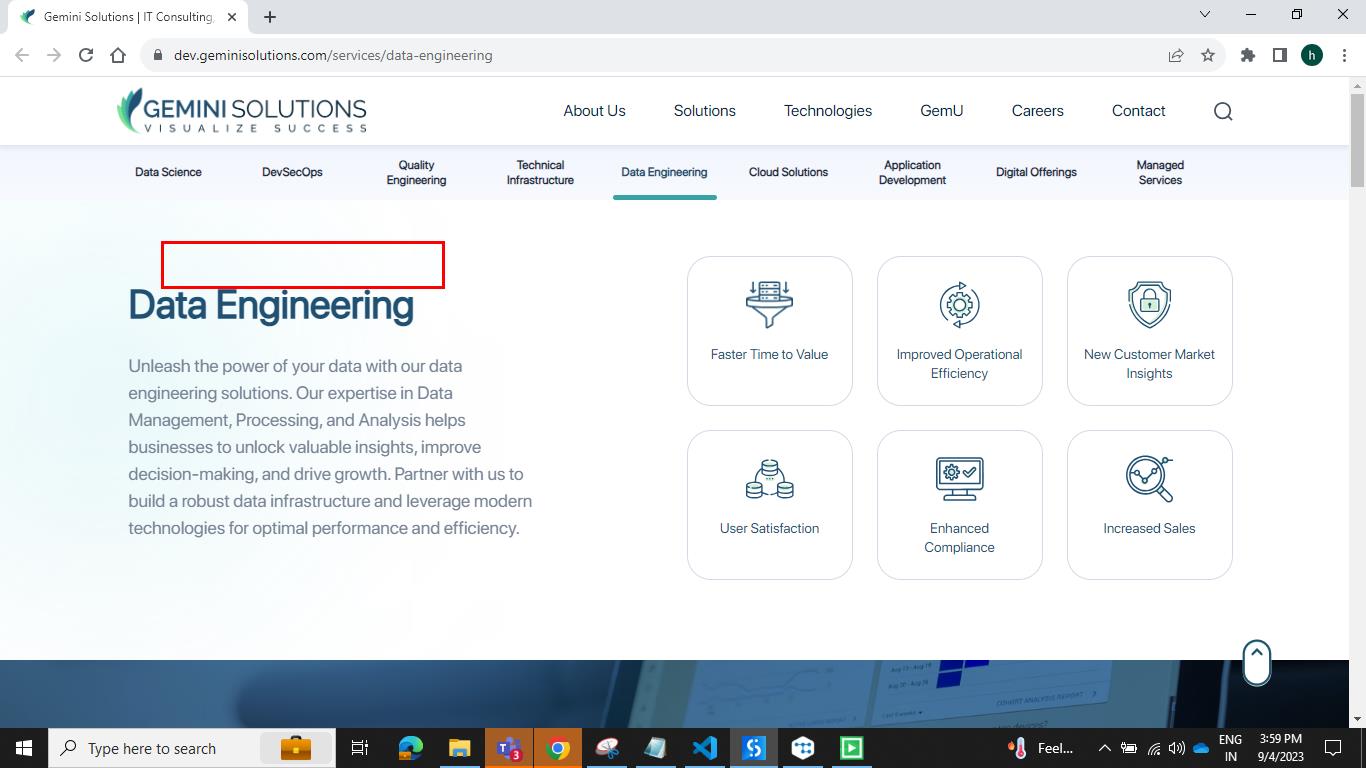 Gemini Solutions | IT Consulting,
dev.geminisolutions.com/services/data-engineering
h
GEMINI SOLUTIONS
VISUALIZE SUCCESS
About Us
Solutions
Technologies
GemU
Careers
Contact
Data Science
DevSecOps
Quality
Engineering
Technical
Infrastructure
Data Engineering
Cloud Solutions
Application
Development
Digital Offerings
Managed
Services
Data Engineering
Unleash the power of your data with our data
engineering solutions. Our expertise in Data
Management, Processing, and Analysis helps
businesses to unlock valuable insights, improve
decision-making, and drive growth. Partner with us to
build a robust data infrastructure and leverage modern
technologies for optimal performance and efficiency.
Faster Time to Value
Improved Operational
Efficiency
New Customer Market
Insights
User Satisfaction
Enhanced
Compliance
Increased Sales
COHORT ANALYSIS REPORT
Type here to search
3
Feel...
ENG
IN
3:59 PM
9/4/2023